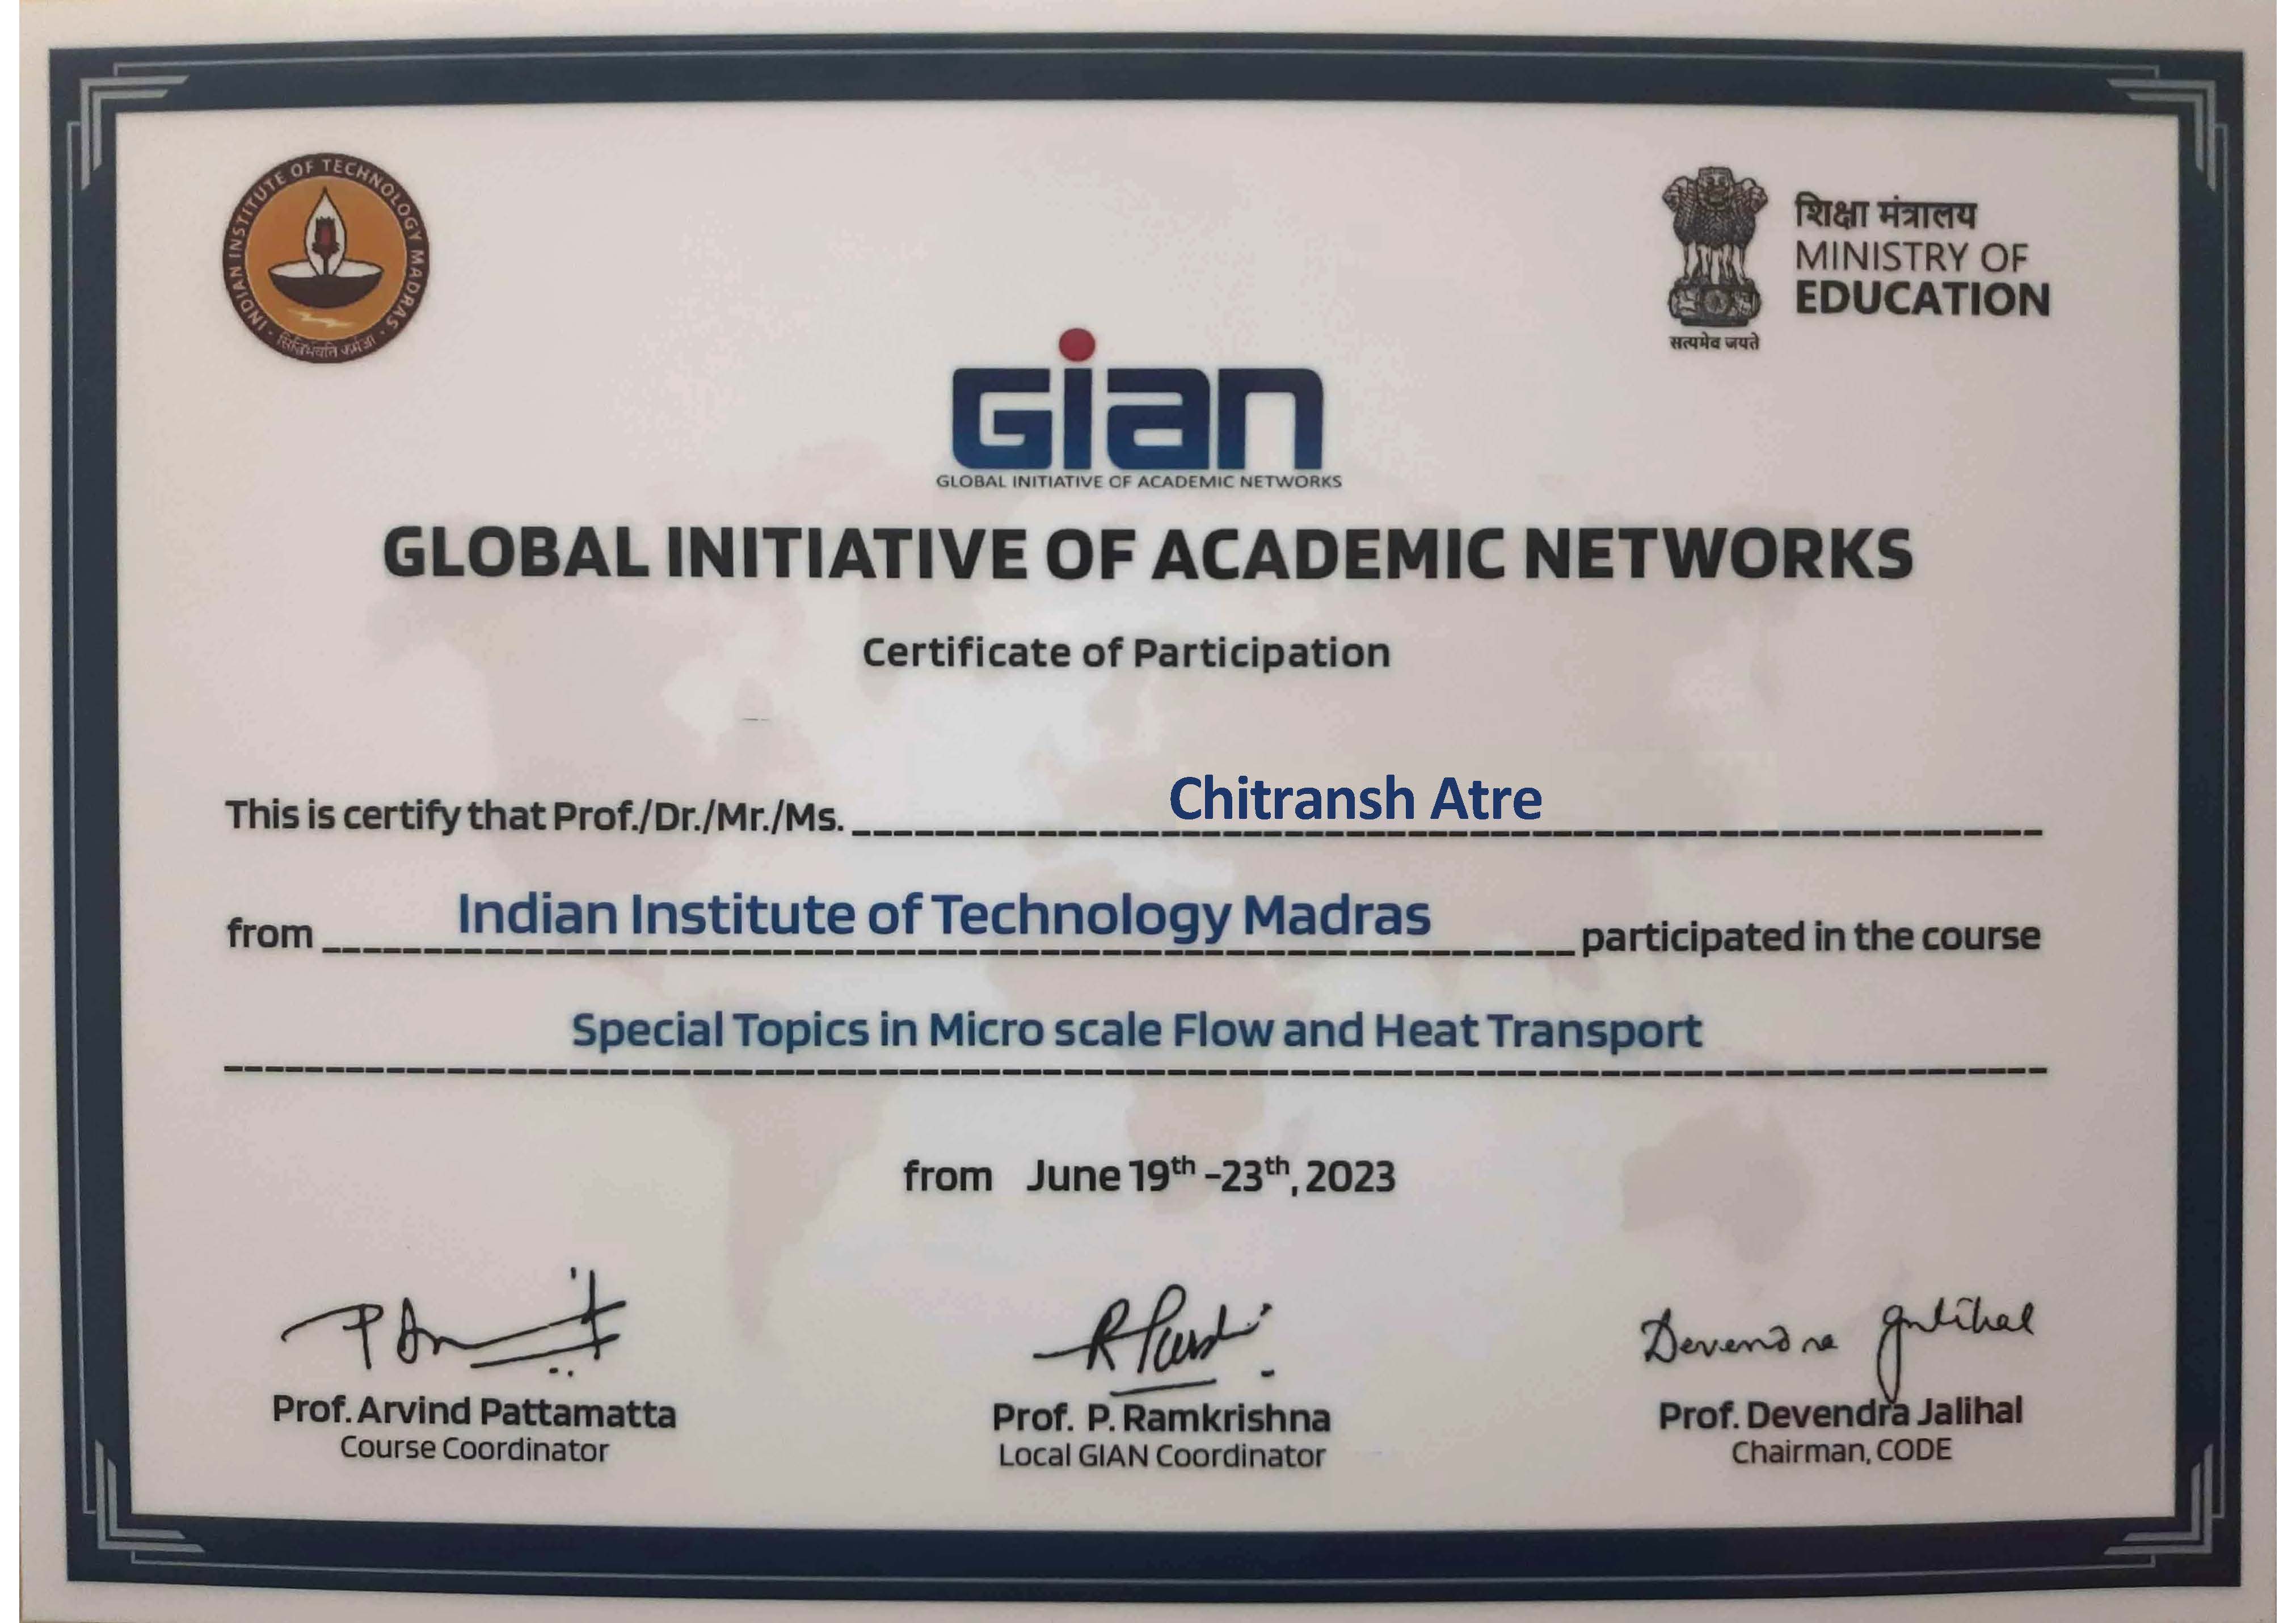 INDIAN INSTITUTE OF TECHNOLOGY MADRAS
सिद्धिर्भवति कर्मजा
शिक्षा मंत्रालय
MINISTRY OF
EDUCATION
सत्यमेव जयते
Gian
GLOBAL INITIATIVE OF ACADEMIC NETWORKS
GLOBAL INITIATIVE OF ACADEMIC NETWORKS
Certificate of Participation
This is certify that Prof./Dr./Mr./Ms. Chitransh Atre
from Indian Institute of Technology Madras participated in the course
Special Topics in Micro scale Flow and Heat Transport
from June 19th -23th, 2023
Devendra Jalihal
Prof. Arvind Pattamatta
Course Coordinator
Prof. P. Ramkrishna
Local GIAN Coordinator
Prof. Devendra Jalihal
Chairman, CODE